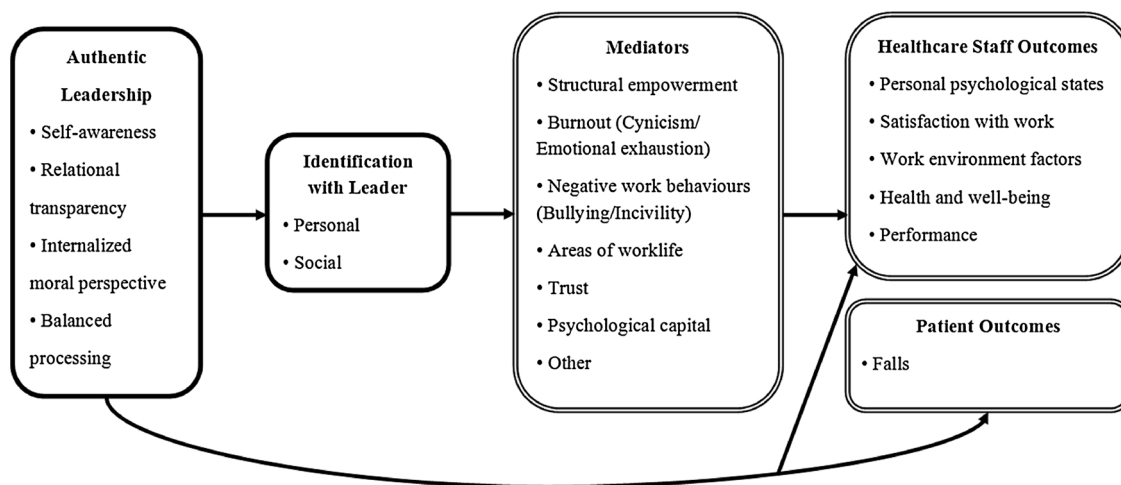 Authentic
Leadership
• Self-awareness
• Relational
transparency
• Internalized
moral perspective
• Balanced
processing
Identification
with Leader
• Personal
• Social
Mediators
• Structural empowerment
• Burnout (Cynicism/
Emotional exhaustion)
• Negative work behaviours
(Bullying/Incivility)
• Areas of worklife
• Trust
• Psychological capital
• Other
Healthcare Staff Outcomes
• Personal psychological states
• Satisfaction with work
• Work environment factors
• Health and well-being
• Performance
Patient Outcomes
• Falls